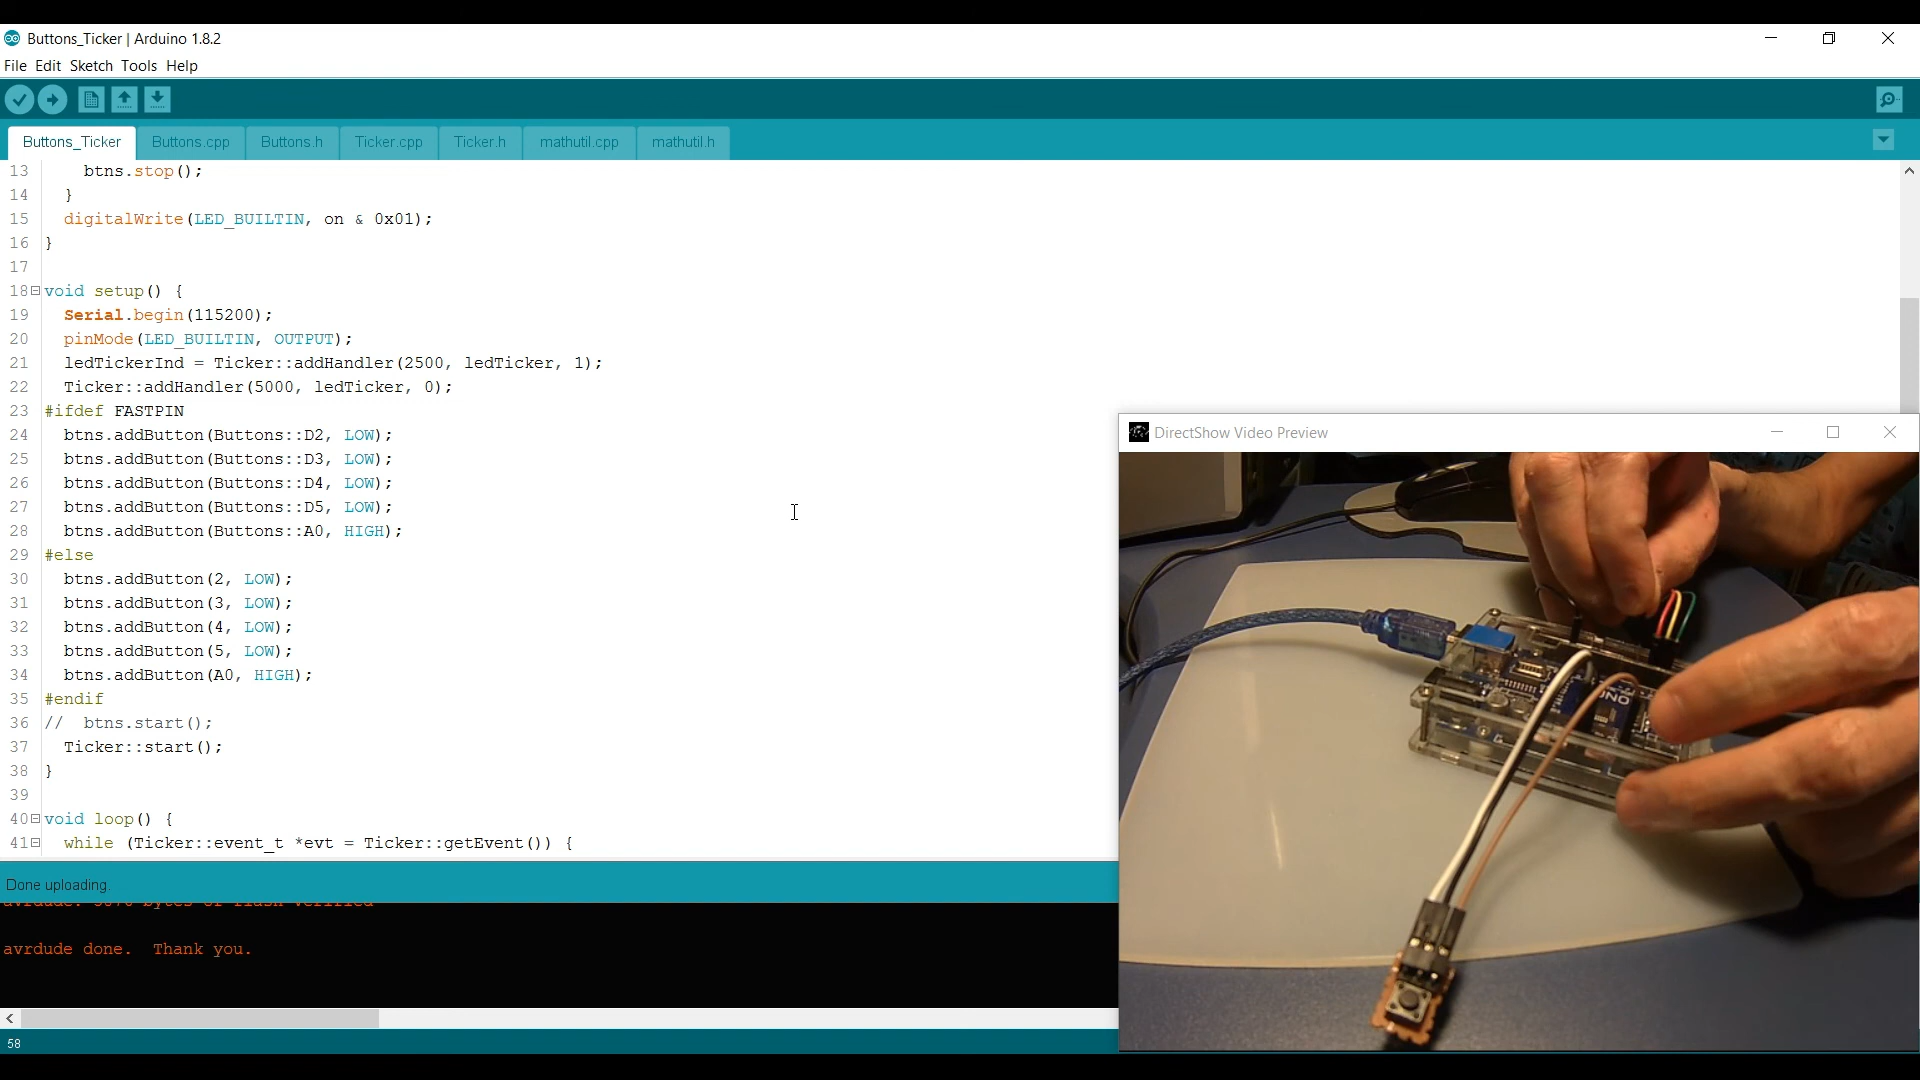 Buttons_Ticker | Arduino 1.8.2
File Edit Sketch Tools Help
Buttons_Ticker Buttons.cpp Buttons.h Ticker.cpp Ticker.h mathutil.cpp mathutil.h
13 btns.stop();
14 }
15 digitalWrite(LED_BUILTIN, on & 0x01);
16 }
17
18 void setup() {
19 Serial.begin(115200);
20 pinMode(LED_BUILTIN, OUTPUT);
21 ledTickerInd = Ticker::addHandler(2500, ledTicker, 1);
22 Ticker::addHandler(5000, ledTicker, 0);
23 #ifdef FASTPIN
24 btns.addButton(Buttons::D2, LOW);
25 btns.addButton(Buttons::D3, LOW);
26 btns.addButton(Buttons::D4, LOW);
27 btns.addButton(Buttons::D5, LOW);
28 btns.addButton(Buttons::A0, HIGH);
29 #else
30 btns.addButton(2, LOW);
31 btns.addButton(3, LOW);
32 btns.addButton(4, LOW);
33 btns.addButton(5, LOW);
34 btns.addButton(A0, HIGH);
35 #endif
36 // btns.start();
37 Ticker::start();
38 }
39
40 void loop() {
41 while (Ticker::event_t *evt = Ticker::getEvent()) {
DirectShow Video Preview
UNO
Done uploading.
bytes of flash verified
avrdude done. Thank you.
58